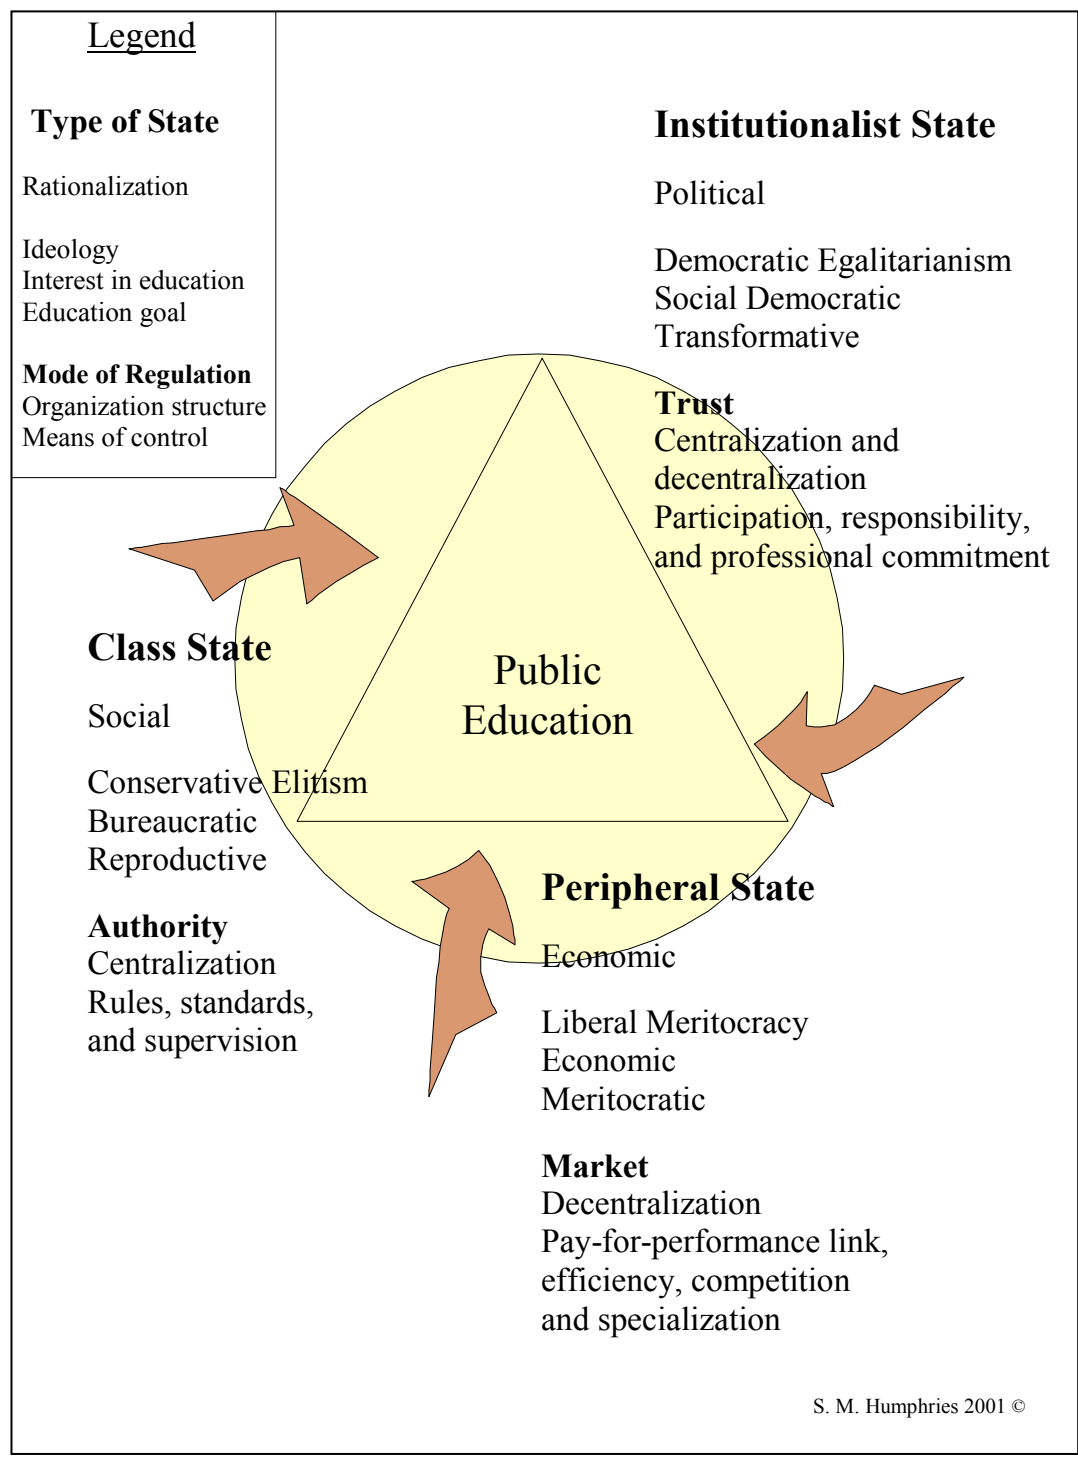 Legend
Type of State
Rationalization
Ideology
Interest in education
Education goal
Mode of Regulation
Organization structure
Means of control
Institutionalist State
Political
Democratic Egalitarianism
Social Democratic
Transformative
Trust
Centralization and
decentralization
Participation, responsibility,
and professional commitment
Class State
Social
Conservative Elitism
Bureaucratic
Reproductive
Authority
Centralization
Rules, standards,
and supervision
Public
Education
Peripheral State
Economic
Liberal Meritocracy
Economic
Meritocratic
Market
Decentralization
Pay-for-performance link,
efficiency, competition
and specialization
S. M. Humphries 2001 ©